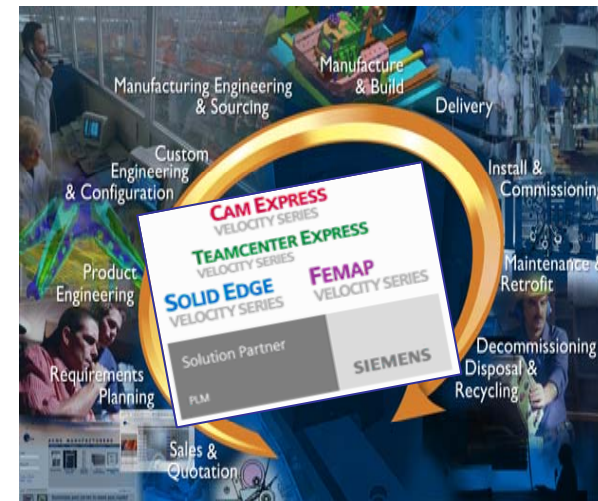 Manufacture
& Build
Manufacturing Engineering
& Sourcing
Delivery
Custom
Engineering
& Configuration
Install &
Commissioning
CAM EXPRESS
VELOCITY SERIES
TEAMCENTER EXPRESS
VELOCITY SERIES
Product
Engineering
SOLID EDGE
VELOCITY SERIES
FEMAP
VELOCITY SERIES
Maintenance &
Retrofit
Solution Partner
PLM
SIEMENS
Requirements
Planning
Decommissioning
Disposal &
Recycling
Sales &
Quotation